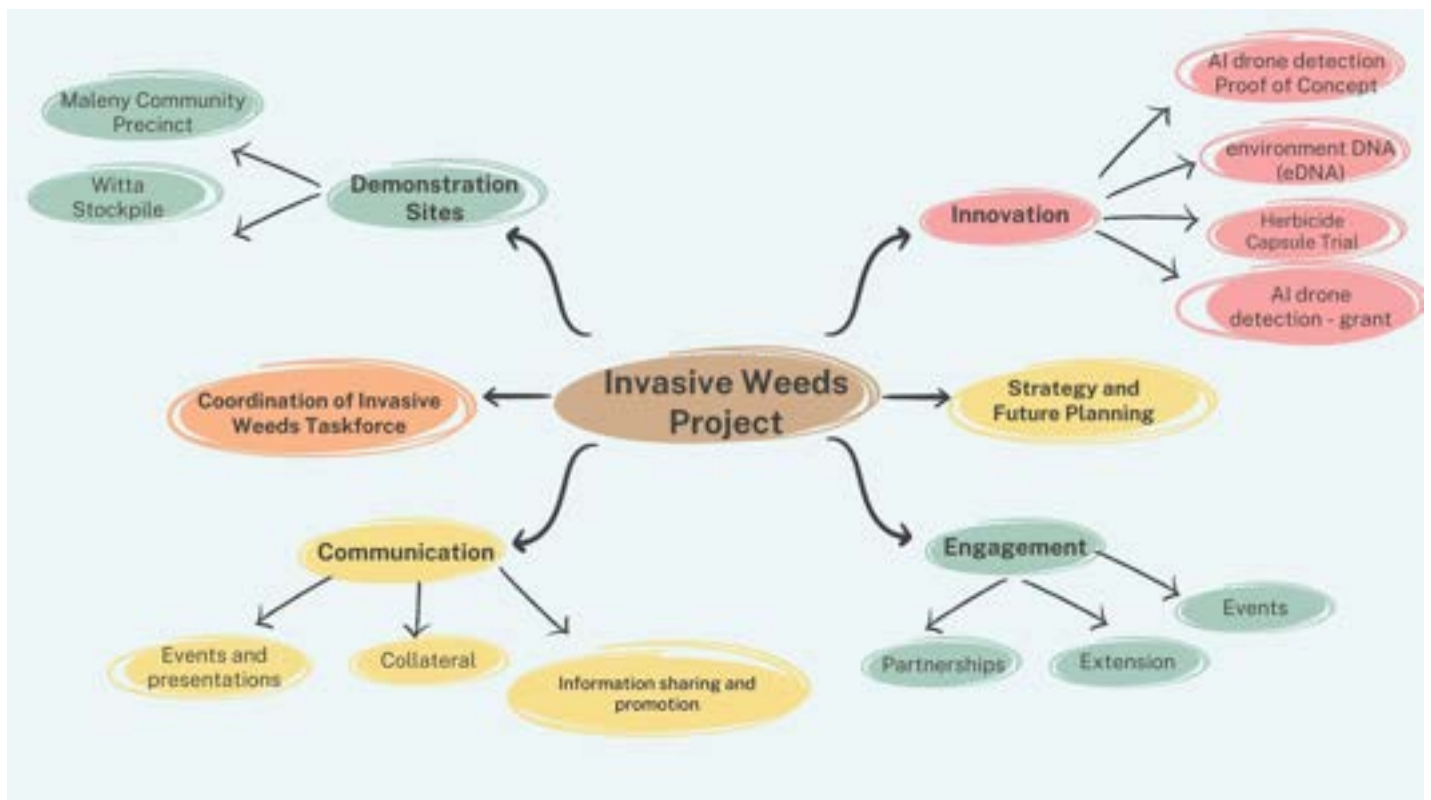 Maleny Community
Precinct
Witta
Stockpile
Demonstration
Sites
Innovation
AI drone detection
Proof of Concept
environment DNA
(eDNA)
Herbicide
Capsule Trial
AI drone
detection - grant
Invasive Weeds
Project
Coordination of Invasive
Weeds Taskforce
Strategy and
Future Planning
Communication
Events and
presentations
Collateral
Information sharing and
promotion
Engagement
Partnerships
Extension
Events